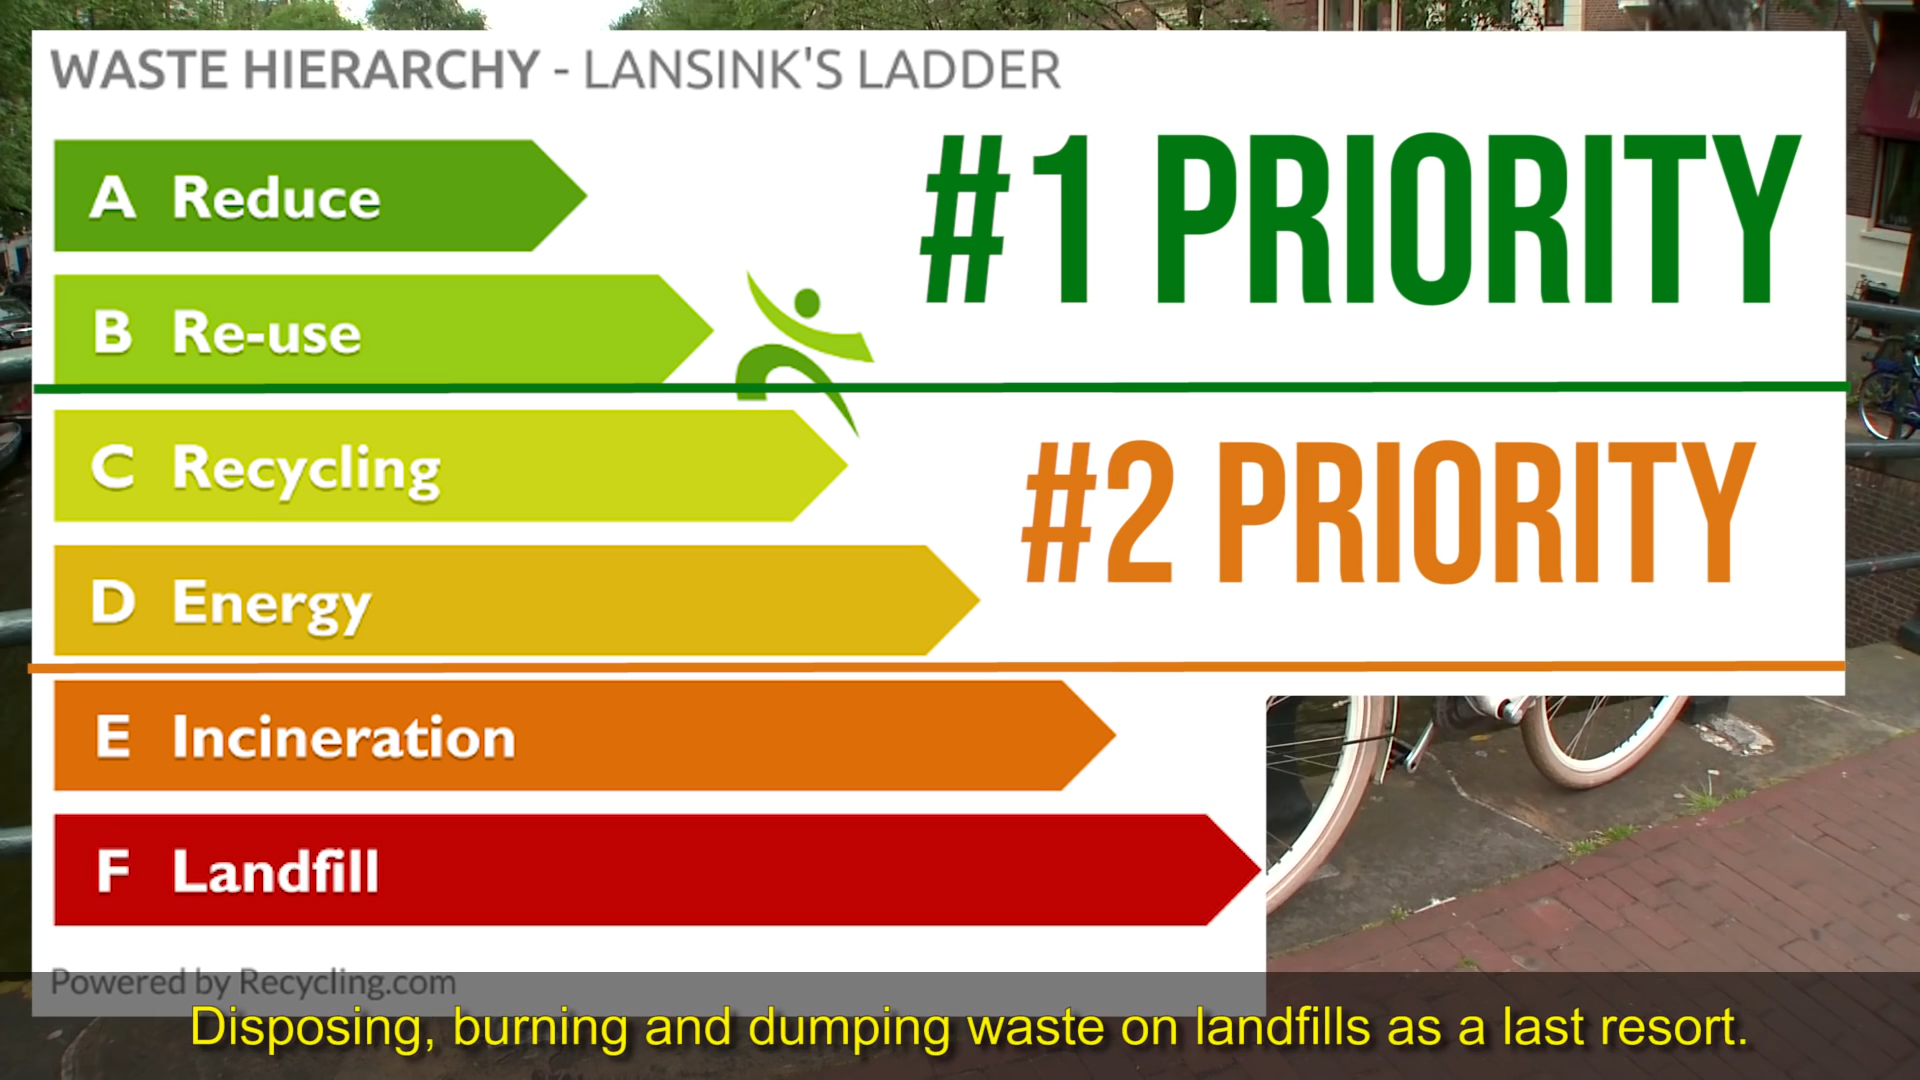 WASTE HIERARCHY - LANSINK'S LADDER
#1 PRIORITY
A Reduce
B Re-use
#2 PRIORITY
C Recycling
D Energy
E Incineration
F Landfill
Powered by Recycling.com
Disposing, burning and dumping waste on landfills as a last resort.